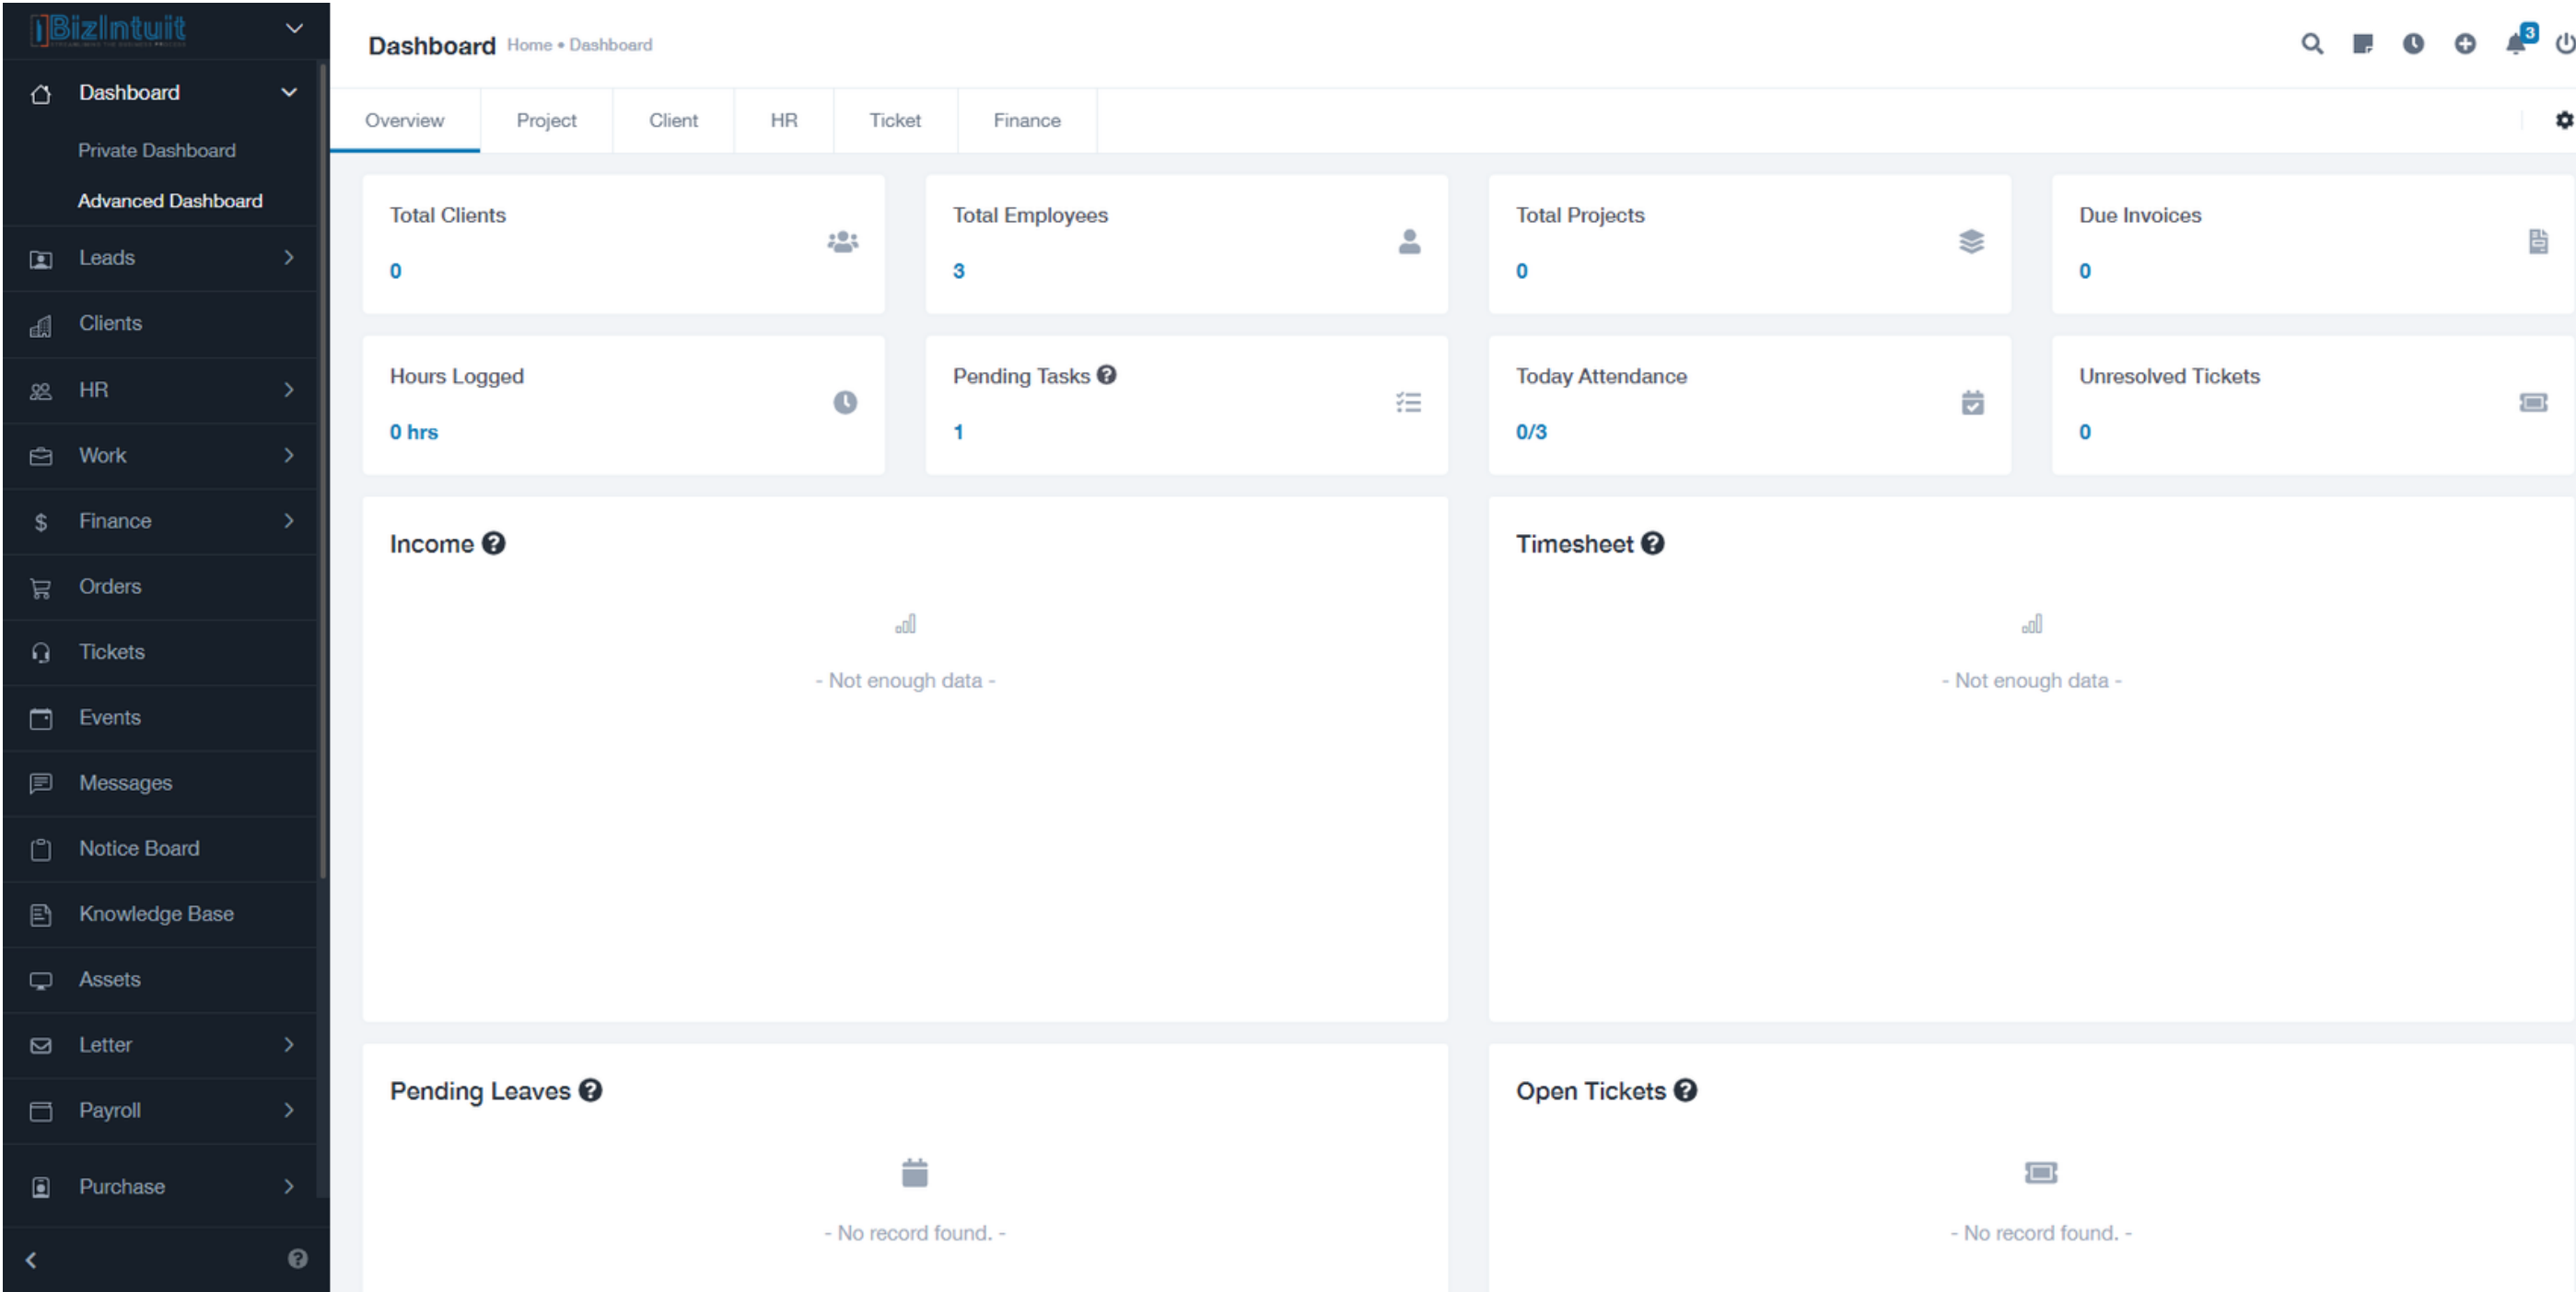 BizIntuit
STREAMLINING THE BUSINESS PROCESS
Dashboard
Private Dashboard
Advanced Dashboard
Leads
Clients
HR
Work
Finance
Orders
Tickets
Events
Messages
Notice Board
Knowledge Base
Assets
Letter
Payroll
Purchase
Dashboard Home • Dashboard
3
Overview Project Client HR Ticket Finance
Total Clients
0
Total Employees
3
Total Projects
0
Due Invoices
0
Hours Logged
0 hrs
Pending Tasks
1
Today Attendance
0/3
Unresolved Tickets
0
Income
- Not enough data -
Timesheet
- Not enough data -
Pending Leaves
- No record found. -
Open Tickets
- No record found. -